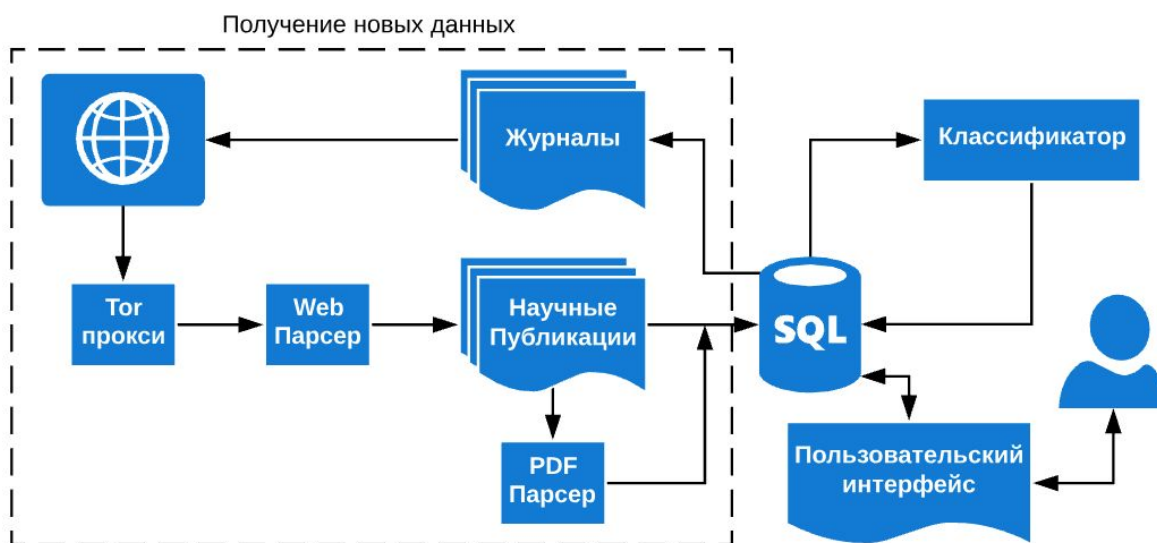 Получение новых данных
Журналы
Классификатор
Tor
прокси
Web
Парсер
Научные
Публикации
SQL
PDF
Парсер
Пользовательский
интерфейс